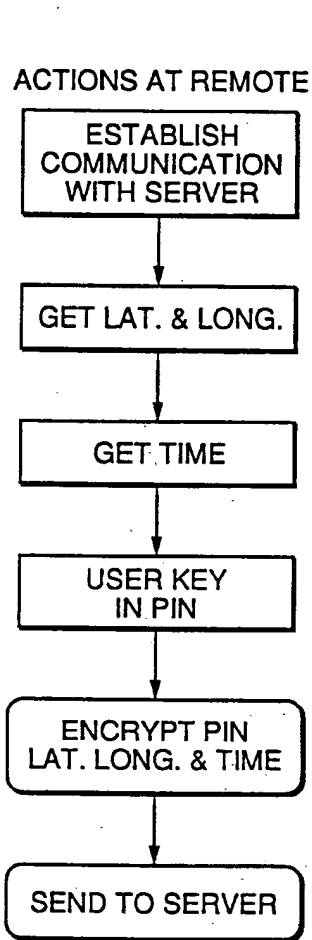 ACTIONS AT REMOTE
ESTABLISH
COMMUNICATION
WITH SERVER
GET LAT. & LONG.
GET TIME
USER KEY
IN PIN
ENCRYPT PIN
LAT. LONG. & TIME
SEND TO SERVER